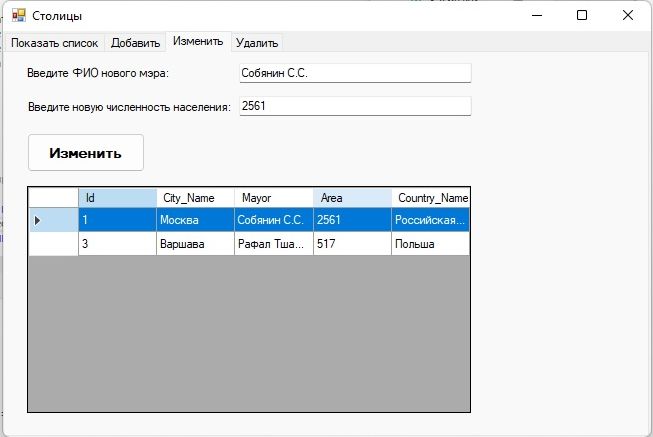 Столицы
Показать список Добавить Изменить Удалить
Введите ФИО нового мэра: Собянин С.С.
Введите новую численность населения: 2561
Изменить
Id City_Name Mayor Area Country_Name
1 Москва Собянин С.С. 2561 Российская...
3 Варшава Рафал Тша... 517 Польша